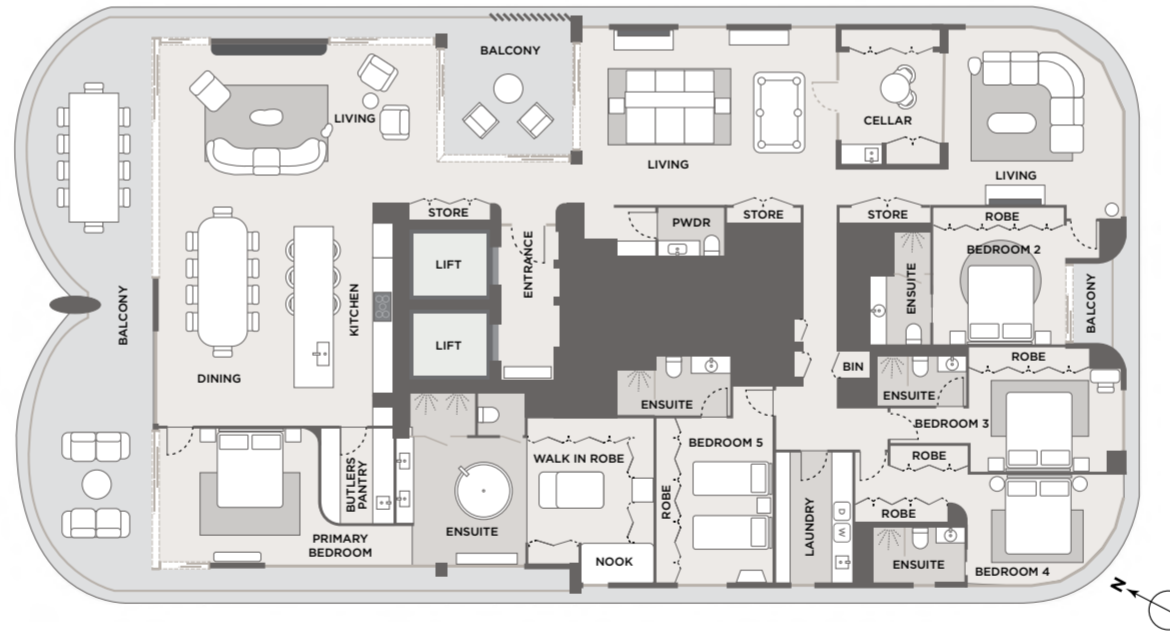 BALCONY
LIVING
CELLAR
LIVING
LIVING
STORE
PWDR
STORE
STORE
ROBE
BEDROOM 2
LIFT
ENTRANCE
ENSUITE
BALCONY
BALCONY
KITCHEN
LIFT
DINING
BIN
ROBE
ENSUITE
ENSUITE
BEDROOM 3
BEDROOM 5
ROBE
WALK IN ROBE
BUTLERS
PANTRY
ROBE
ROBE
LAUNDRY
D
W
ENSUITE
PRIMARY
BEDROOM
NOOK
ENSUITE
BEDROOM 4
N